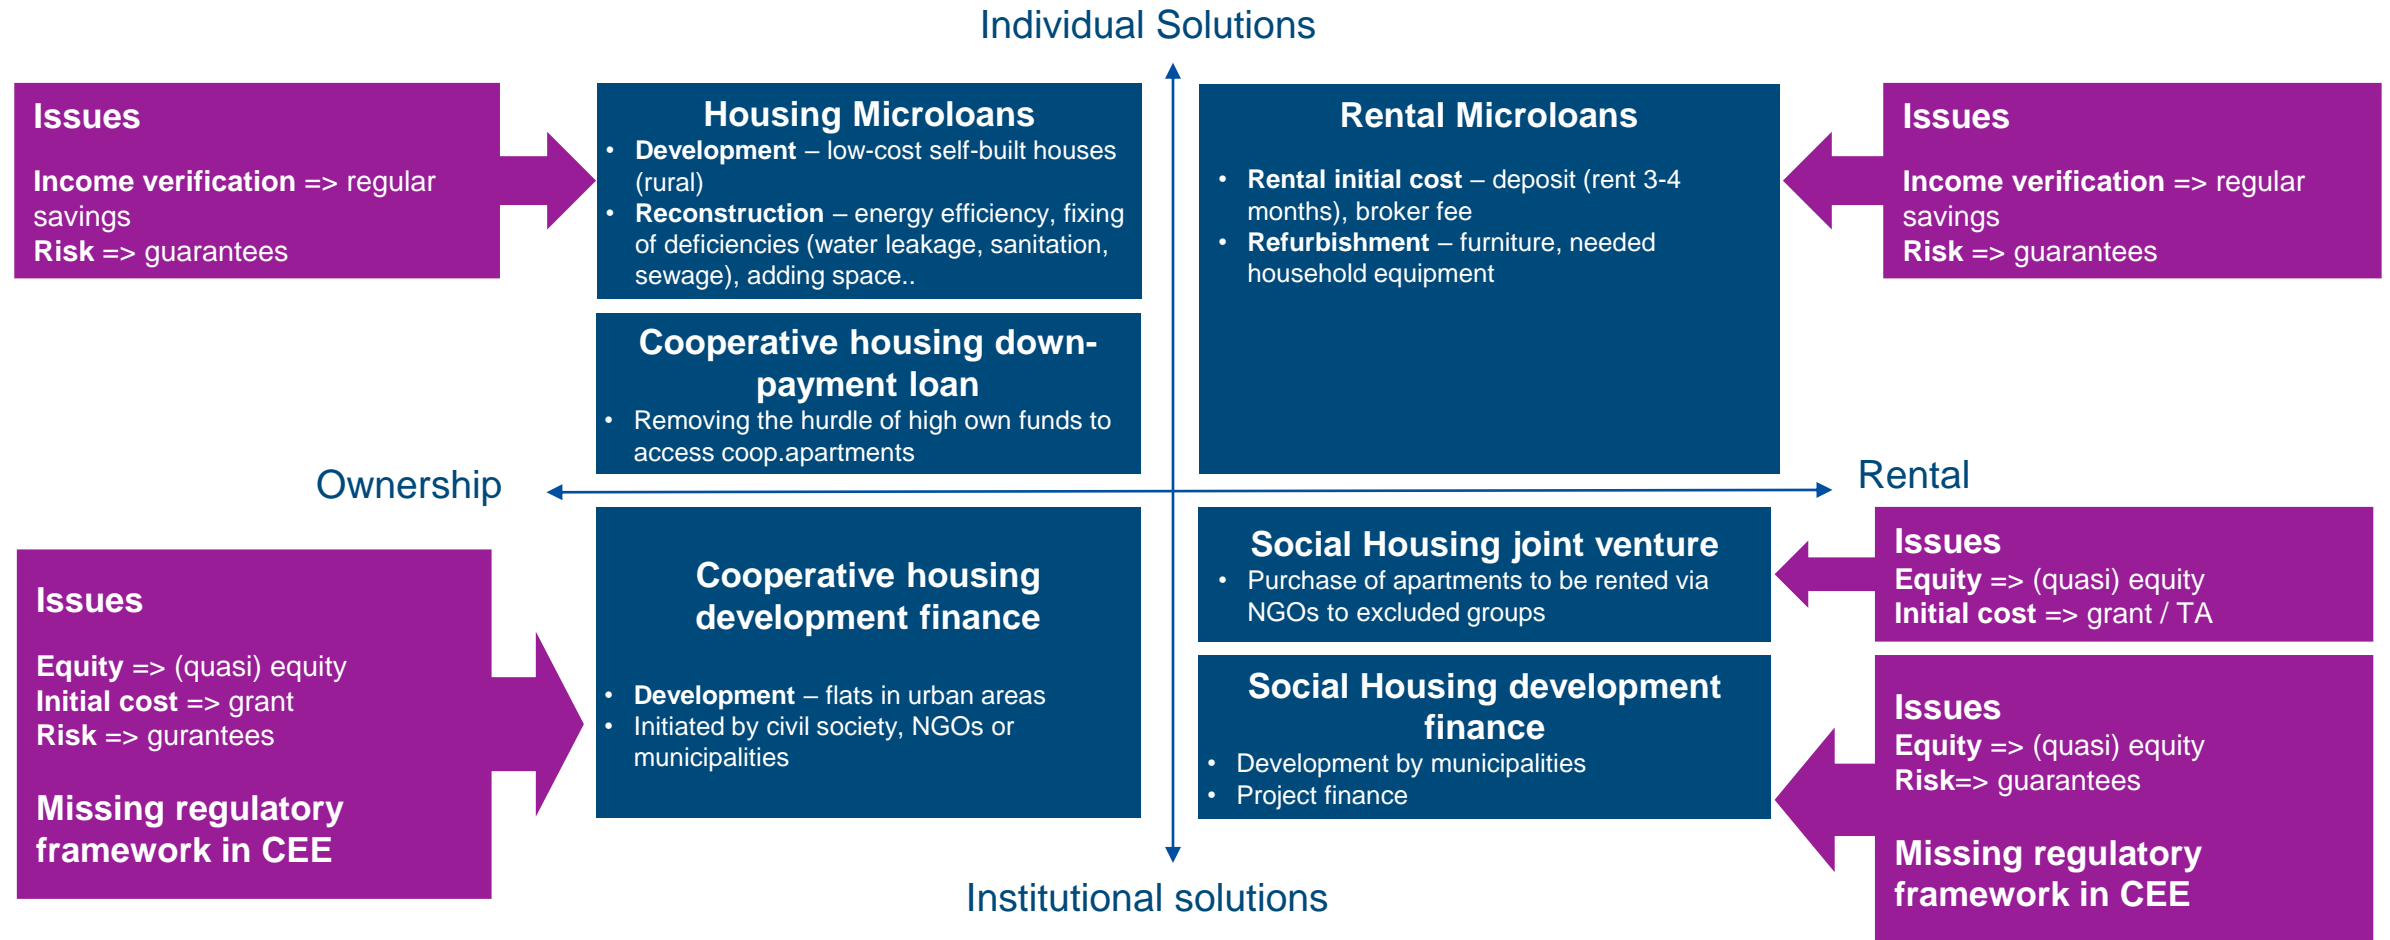 Individual Solutions
Issues
Income verification => regular
savings
Risk => guarantees
Housing Microloans
• Development – low-cost self-built houses
(rural)
• Reconstruction – energy efficiency, fixing
of deficiencies (water leakage, sanitation,
sewage), adding space..
Rental Microloans
• Rental initial cost – deposit (rent 3-4
months), broker fee
• Refurbishment – furniture, needed
household equipment
Issues
Income verification => regular
savings
Risk => guarantees
Cooperative housing down-
payment loan
• Removing the hurdle of high own funds to
access coop.apartments
Ownership
Rental
Issues
Equity => (quasi) equity
Initial cost => grant
Risk => gurantees
Missing regulatory
framework in CEE
Cooperative housing
development finance
• Development – flats in urban areas
• Initiated by civil society, NGOs or
municipalities
Social Housing joint venture
• Purchase of apartments to be rented via
NGOs to excluded groups
Issues
Equity => (quasi) equity
Initial cost => grant / TA
Social Housing development
finance
• Development by municipalities
• Project finance
Issues
Equity => (quasi) equity
Risk=> guarantees
Missing regulatory
framework in CEE
Institutional solutions